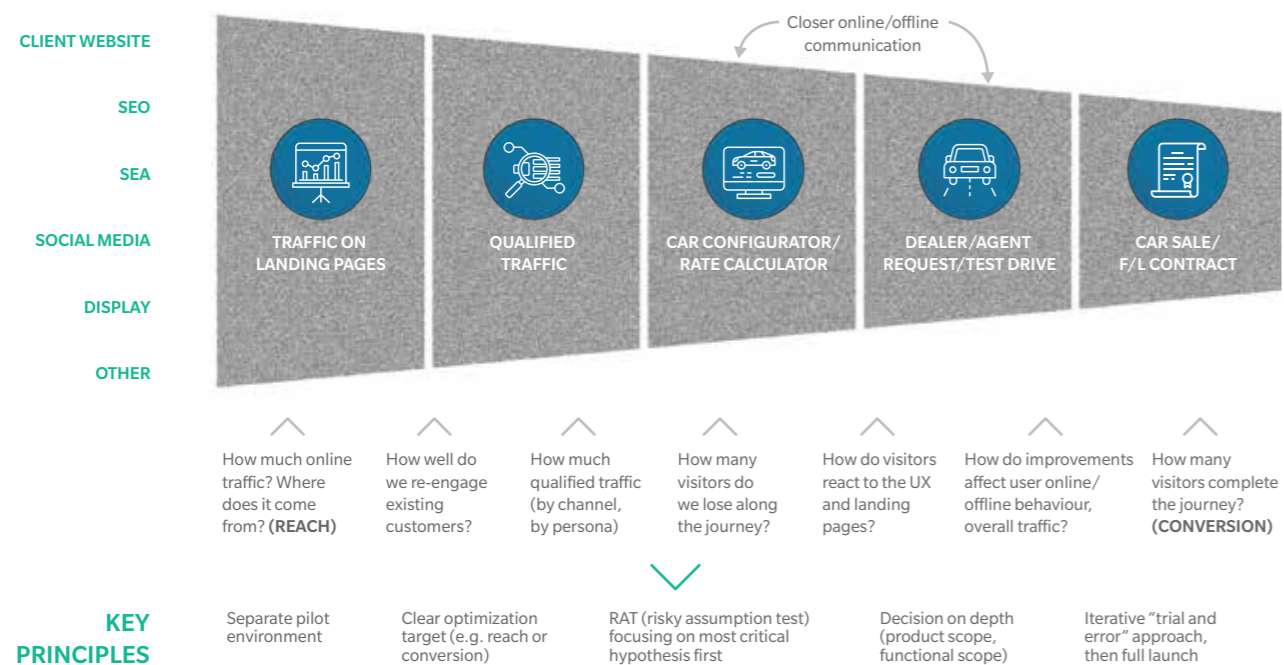 Closer online/offline
communication
CLIENT WEBSITE
SEO
SEA
SOCIAL MEDIA
DISPLAY
OTHER
TRAFFIC ON
LANDING PAGES
QUALIFIED
TRAFFIC
CAR CONFIGURATOR/
RATE CALCULATOR
DEALER/AGENT
REQUEST/TEST DRIVE
CAR SALE/
F/L CONTRACT
How much online
traffic? Where
does it come
from? (REACH)
How well do
we re-engage
existing
customers?
How much
qualified traffic
(by channel,
by persona)
How many
visitors do
we lose along
the journey?
How do visitors
react to the UX
and landing
pages?
How do improvements
affect user online/
offline behaviour,
overall traffic?
How many
visitors complete
the journey?
(CONVERSION)
KEY
PRINCIPLES
Separate pilot
environment
Clear optimization
target (e.g. reach or
conversion)
RAT (risky assumption test)
focusing on most critical
hypothesis first
Decision on depth
(product scope,
functional scope)
Iterative “trial and
error” approach,
then full launch